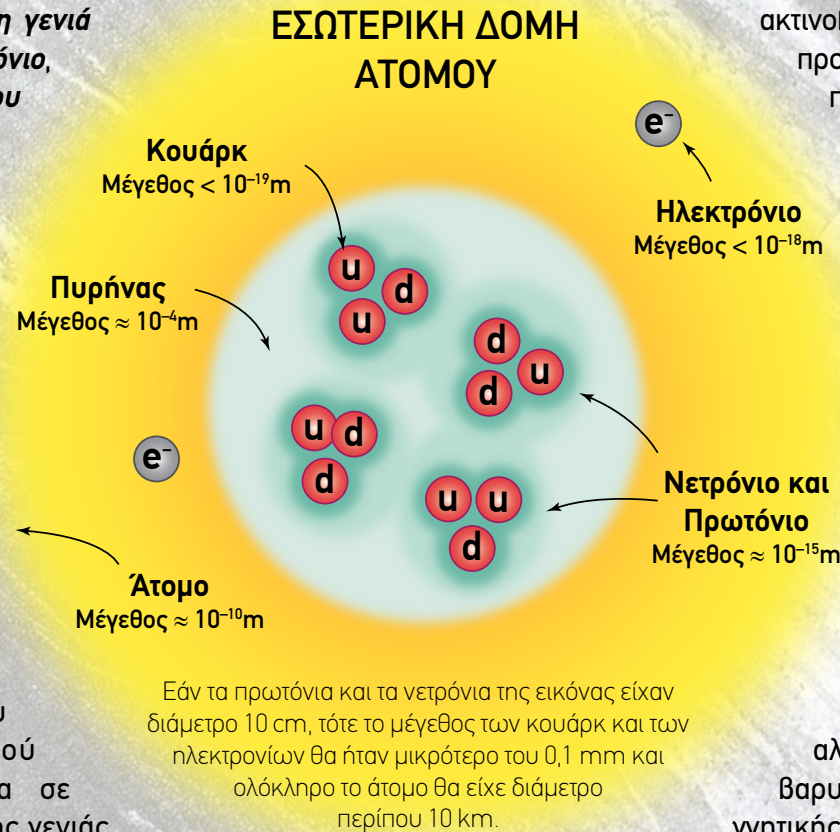 η γενιά
ΕΣΩΤΕΡΙΚΗ ΔΟΜΗ
ΑΤΟΜΟΥ
e⁻
Κουάρκ
Μέγεθος < 10⁻¹⁹m
Ηλεκτρόνιο
Μέγεθος < 10⁻¹⁸m
Πυρήνας
Μέγεθος ≈ 10⁻⁴m
u
d
u
d
u
d
u
d
d
e⁻
u
u
d
Νετρόνιο και
Πρωτόνιο
Μέγεθος ≈ 10⁻¹⁵m
Άτομο
Μέγεθος ≈ 10⁻¹⁰m
Εάν τα πρωτόνια και τα νετρόνια της εικόνας είχαν
διάμετρο 10 cm, τότε το μέγεθος των κουάρκ και των
ηλεκτρονίων θα ήταν μικρότερο του 0,1 mm και
ολόκληρο το άτομο θα είχε διάμετρο
περίπου 10 km.
σε
γενιάς